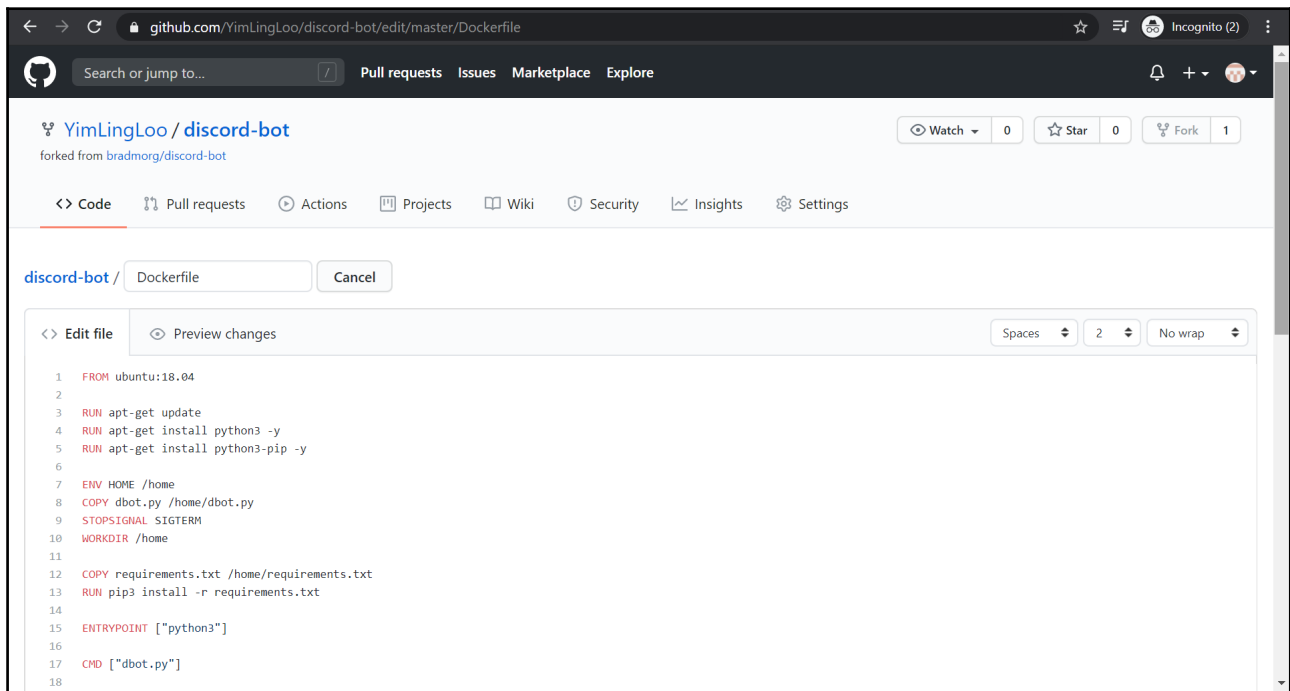 github.com/YimLingLoo/discord-bot/edit/master/Dockerfile Incognito (2)
Search or jump to... / Pull requests Issues Marketplace Explore
YimLingLoo / discord-bot Watch 0 Star 0 Fork 1
forked from bradmorg/discord-bot
Code Pull requests Actions Projects Wiki Security Insights Settings
discord-bot / Dockerfile Cancel
<> Edit file Preview changes Spaces 2 No wrap
1 FROM ubuntu:18.04
2
3 RUN apt-get update
4 RUN apt-get install python3 -y
5 RUN apt-get install python3-pip -y
6
7 ENV HOME /home
8 COPY dbot.py /home/dbot.py
9 STOPSIGNAL SIGTERM
10 WORKDIR /home
11
12 COPY requirements.txt /home/requirements.txt
13 RUN pip3 install -r requirements.txt
14
15 ENTRYPOINT ["python3"]
16
17 CMD ["dbot.py"]
18